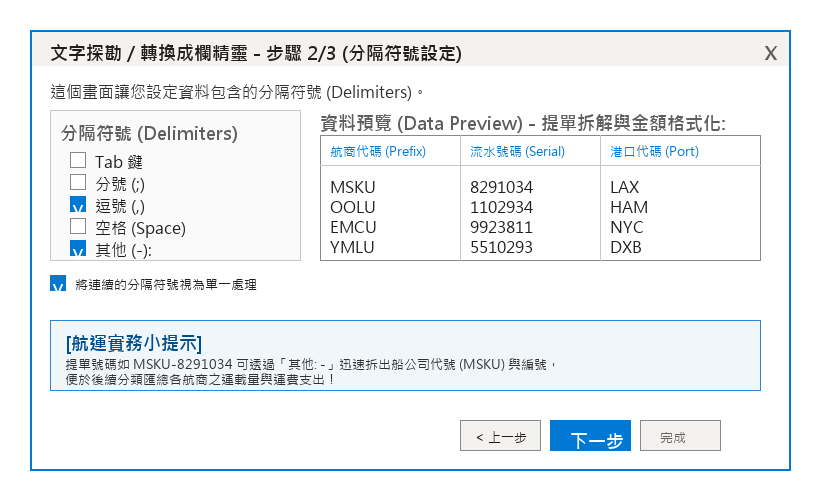 文字探勘 / 轉換成欄精靈 - 步驟 2/3 (分隔符號設定) X
這個畫面讓您設定資料包含的分隔符號 (Delimiters)。
分隔符號 (Delimiters)
Tab 鍵
分號 (;)
v 逗號 (,)
空格 (Space)
v 其他 (-):
v 將連續的分隔符號視為單一處理
資料預覽 (Data Preview) - 提單拆解與金額格式化:
航商代碼 (Prefix) 流水號碼 (Serial) 港口代碼 (Port)
MSKU 8291034 LAX
OOLU 1102934 HAM
EMCU 9923811 NYC
YMLU 5510293 DXB
[航運實務小提示]
提單號碼如 MSKU-8291034 可透過「其他: -」迅速拆出船公司代號 (MSKU) 與編號，
便於後續分類匯總各航商之運載量與運費支出！
< 上一步 下一步 完成